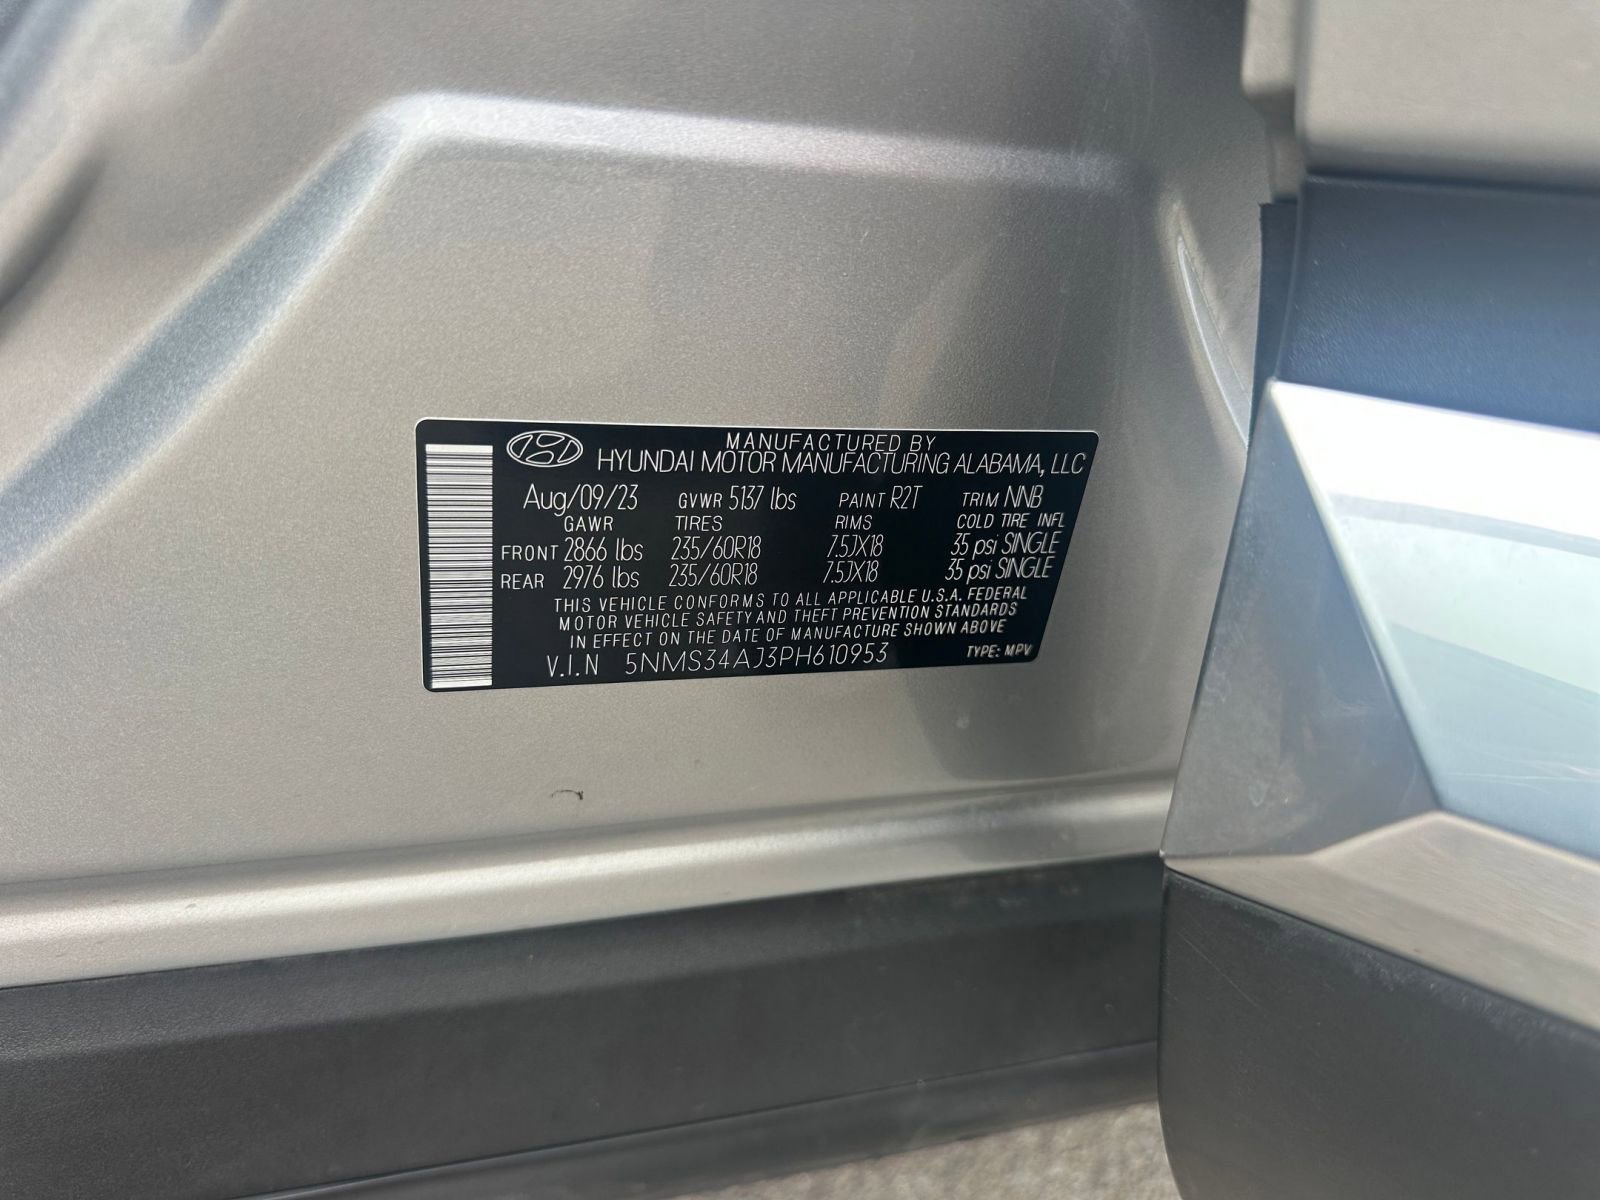 MANUFACTURED BY
HYUNDAI MOTOR MANUFACTURING ALABAMA, LLC
Aug/09/23 GVWR 5137 lbs PAINT R2T TRIM NNB
GAWR TIRES RIMS COLD TIRE INFL
FRONT 2866 lbs 235/60R18 7.5JX18 35 psi SINGLE
REAR 2976 lbs 235/60R18 7.5JX18 35 psi SINGLE
THIS VEHICLE CONFORMS TO ALL APPLICABLE U.S.A. FEDERAL
MOTOR VEHICLE SAFETY AND THEFT PREVENTION STANDARDS
IN EFFECT ON THE DATE OF MANUFACTURE SHOWN ABOVE
V.I.N 5NMS34AJ3PH610953 TYPE: MPV